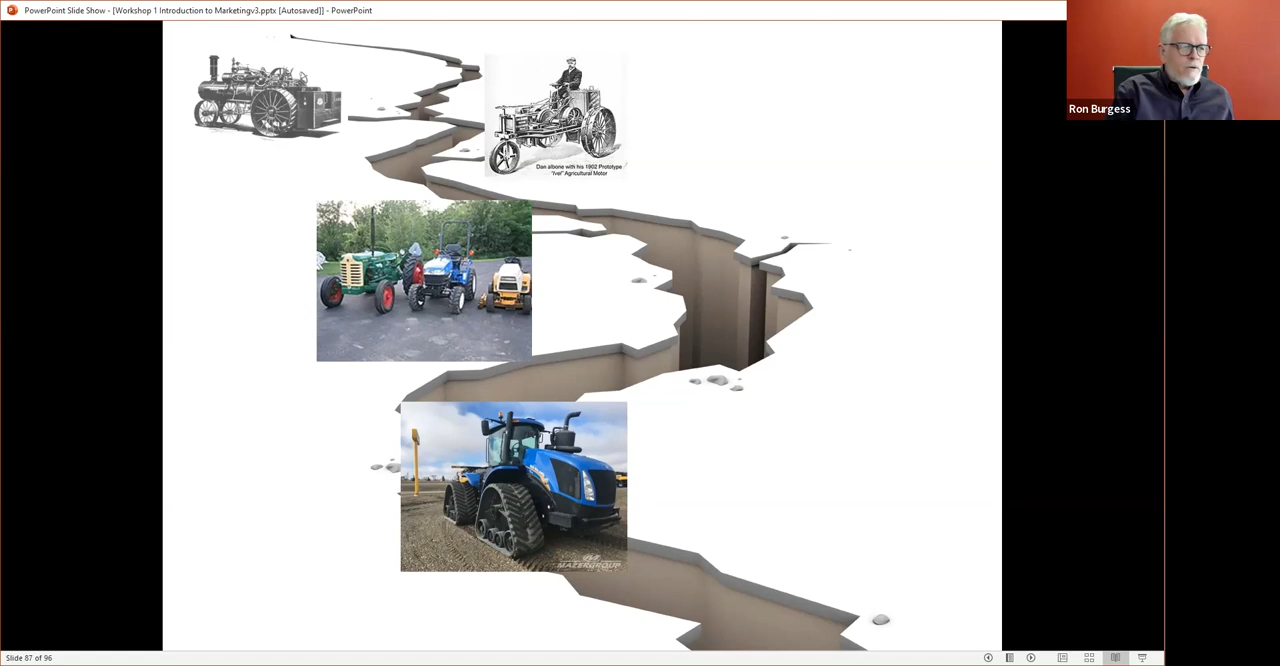 PowerPoint Slide Show - [Workshop 1 Introduction to Marketingv3.pptx [Autosaved]] - PowerPoint
Ron Burgess
Dan albone with his 1902 Prototype
"Ivel" Agricultural Motor
MAZERGROUP
Slide 87 of 96